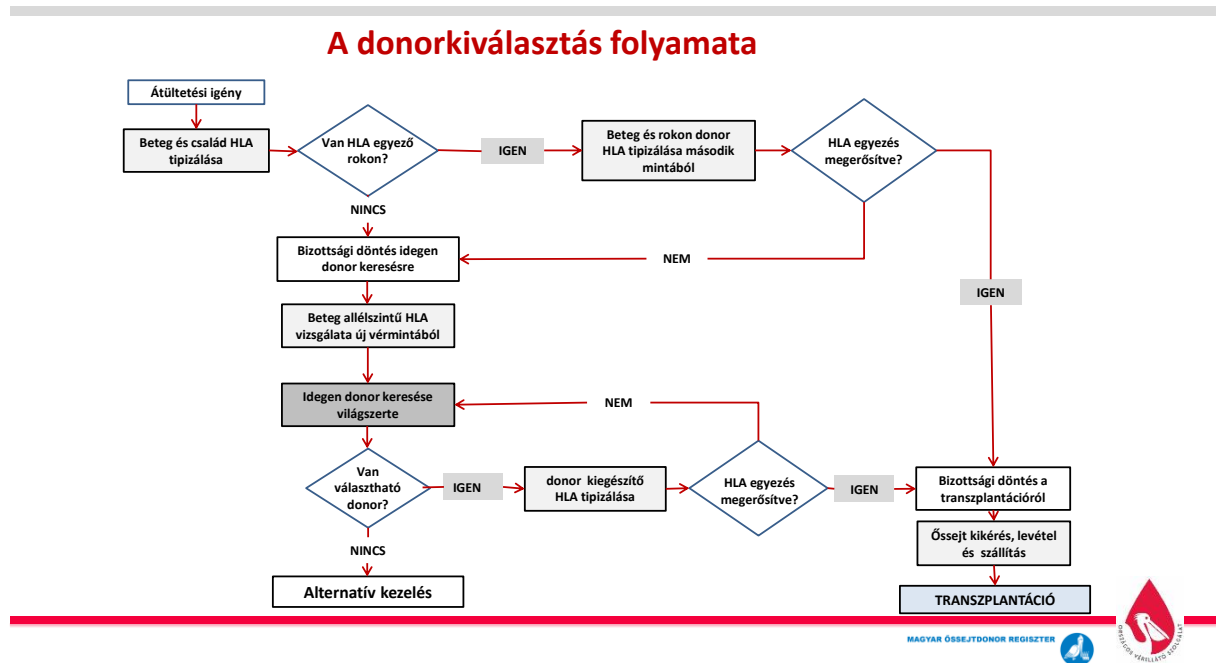 A donorkiválasztás folyamata
Átültetési igény
Beteg és család HLA
tipizálása
Van HLA egyező
rokon?
IGEN
Beteg és rokon donor
HLA tipizálása második
mintából
HLA egyezés
megerősítve?
NINCS
Bizottsági döntés idegen
donor keresésre
NEM
IGEN
Beteg allélszintű HLA
vizsgálata új vérmintából
Idegen donor keresése
világszerte
NEM
Van
választható
donor?
IGEN
donor kiegészítő
HLA tipizálása
HLA egyezés
megerősítve?
IGEN
Bizottsági döntés a
transzplantációról
NINCS
Őssejt kikérés, levétel
és szállítás
Alternatív kezelés
TRANSZPLANTÁCIÓ
MAGYAR ŐSSEJTDONOR REGISZTER
ORSZÁGOS VÉRELLÁTÓ SZOLGÁLAT